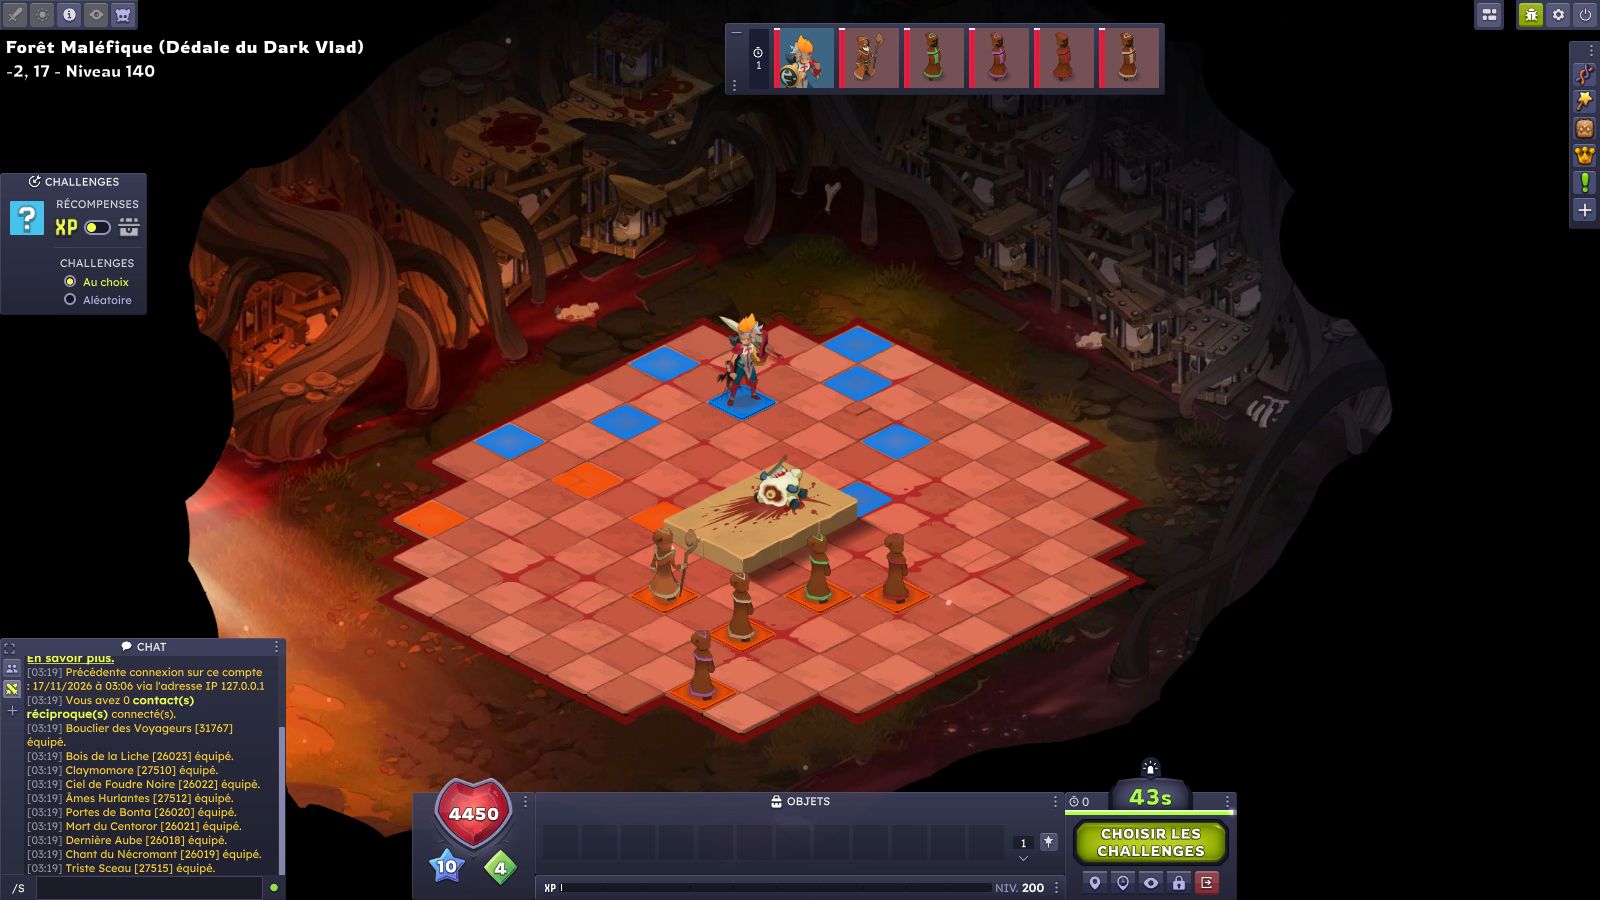 Forêt Maléfique (Dédale du Dark Vlad)
-2, 17 - Niveau 140
1
CHALLENGES
RÉCOMPENSES
XP
CHALLENGES
Au choix
Aléatoire
CHAT
En savoir plus.
[03:19] Précédente connexion sur ce compte
: 17/11/2026 à 03:06 via l'adresse IP 127.0.0.1
[03:19] Vous avez 0 contact(s)
réciproque(s) connecté(s).
[03:19] Bouclier des Voyageurs [31767]
équipé.
[03:19] Bois de la Liche [26023] équipé.
[03:19] Claymomore [27510] équipé.
[03:19] Ciel de Foudre Noire [26022] équipé.
[03:19] Âmes Hurlantes [27512] équipé.
[03:19] Portes de Bonta [26020] équipé.
[03:19] Mort du Centoror [26021] équipé.
[03:19] Dernière Aube [26018] équipé.
[03:19] Chant du Nécromant [26019] équipé.
[03:19] Triste Sceau [27515] équipé.
/S
4450
10
4
OBJETS
1
XP
NIV. 200
0
43s
CHOISIR LES
CHALLENGES